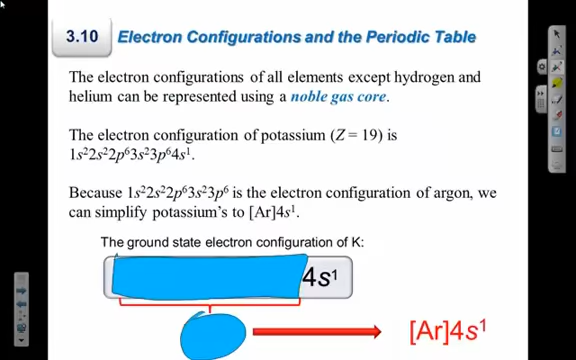 3.10 Electron Configurations and the Periodic Table
The electron configurations of all elements except hydrogen and
helium can be represented using a noble gas core.
The electron configuration of potassium (Z = 19) is
1s²2s²2p⁶3s²3p⁶4s¹.
Because 1s²2s²2p⁶3s²3p⁶ is the electron configuration of argon, we
can simplify potassium's to [Ar]4s¹.
The ground state electron configuration of K:
4s¹
[Ar]4s¹